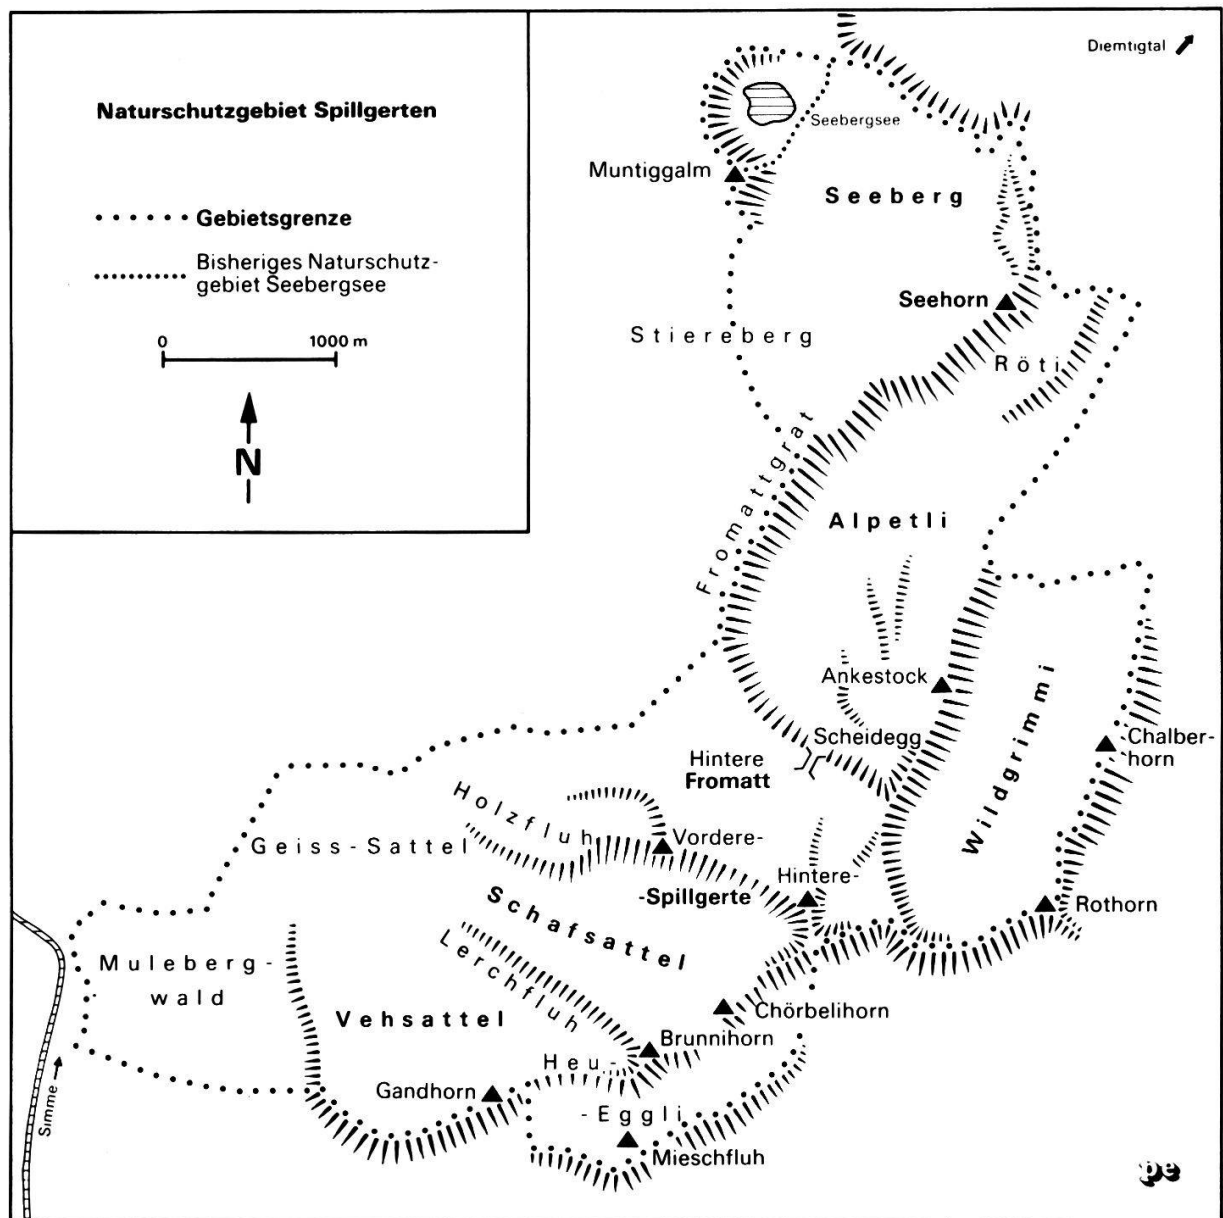 Naturschutzgebiet Spillgerten
Gebietsgrenze
Bisheriges Naturschutz-
gebiet Seebergsee
0 1000 m
N
Diemtigtal
Seebergsee
Muntiggalm
Seeberg
Seehorn
Stiereberg
Röti
Fromattgrat
Alpetli
Ankestock
Wildgrimmi
Scheidegg
Chalber-
horn
Hintere
Fromatt
Holzfluh
Geiss-Sattel
Vordere-
Hintere-
-Spillgerte
Rothorn
Schafsattel
Lerchfluh
Muleberg-
wald
Vehsattel
Chörbelihorn
Brunnihorn
Heu-
Gandhorn
-Eggli
Mieschfluh
Simme
pe